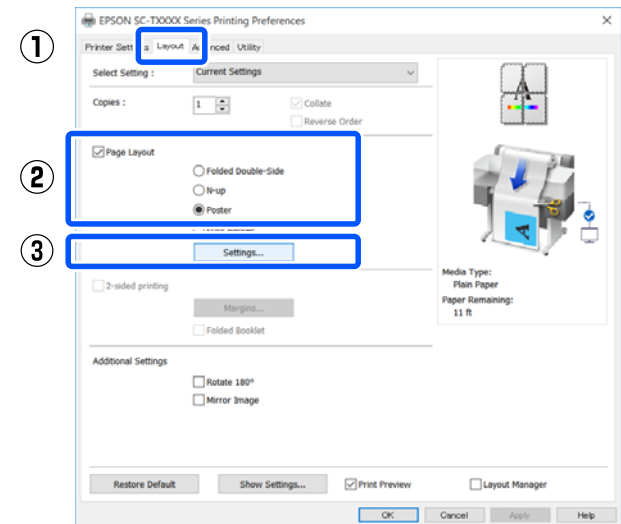 EPSON SC-TXXXX Series Printing Preferences
1
Layout
Utility
Select Setting :
Current Settings
Copies :
1
Collate
Reverse Order
2
Page Layout
Folded Double-Side
N-up
Poster
3
Settings...
2-sided printing
Margins...
Folded Booklet
Media Type:
Plain Paper
Paper Remaining:
11 ft
Additional Settings
Rotate 180°
Mirror Image
Restore Default
Show Settings...
Print Preview
Layout Manager
OK
Cancel
Apply
Help